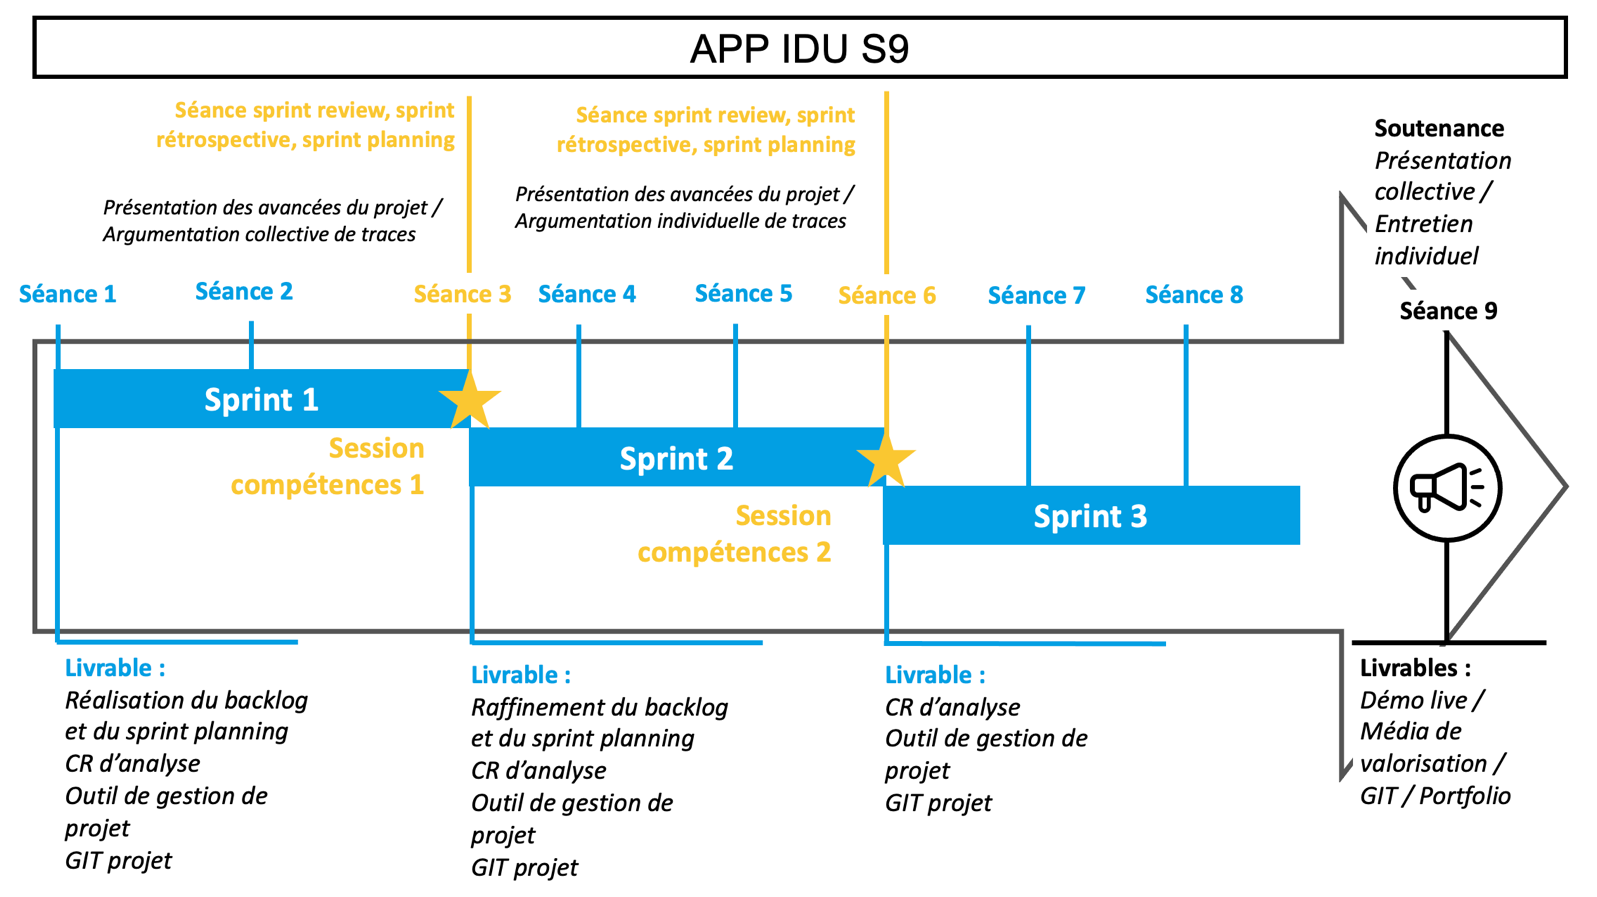 APP IDU S9
Séance sprint review, sprint
rétrospective, sprint planning
Présentation des avancées du projet /
Argumentation collective de traces
Séance sprint review, sprint
rétrospective, sprint planning
Présentation des avancées du projet /
Argumentation individuelle de traces
Soutenance
Présentation
collective /
Entretien
individuel
Séance 1
Séance 2
Séance 3
Séance 4
Séance 5
Séance 6
Séance 7
Séance 8
Séance 9
Sprint 1
Session
compétences 1
Sprint 2
Session
compétences 2
Sprint 3
Livrable :
Réalisation du backlog
et du sprint planning
CR d’analyse
Outil de gestion de
projet
GIT projet
Livrable :
Raffinement du backlog
et du sprint planning
CR d’analyse
Outil de gestion de
projet
GIT projet
Livrable :
CR d’analyse
Outil de gestion de
projet
GIT projet
Livrables :
Démo live /
Média de
valorisation /
GIT / Portfolio